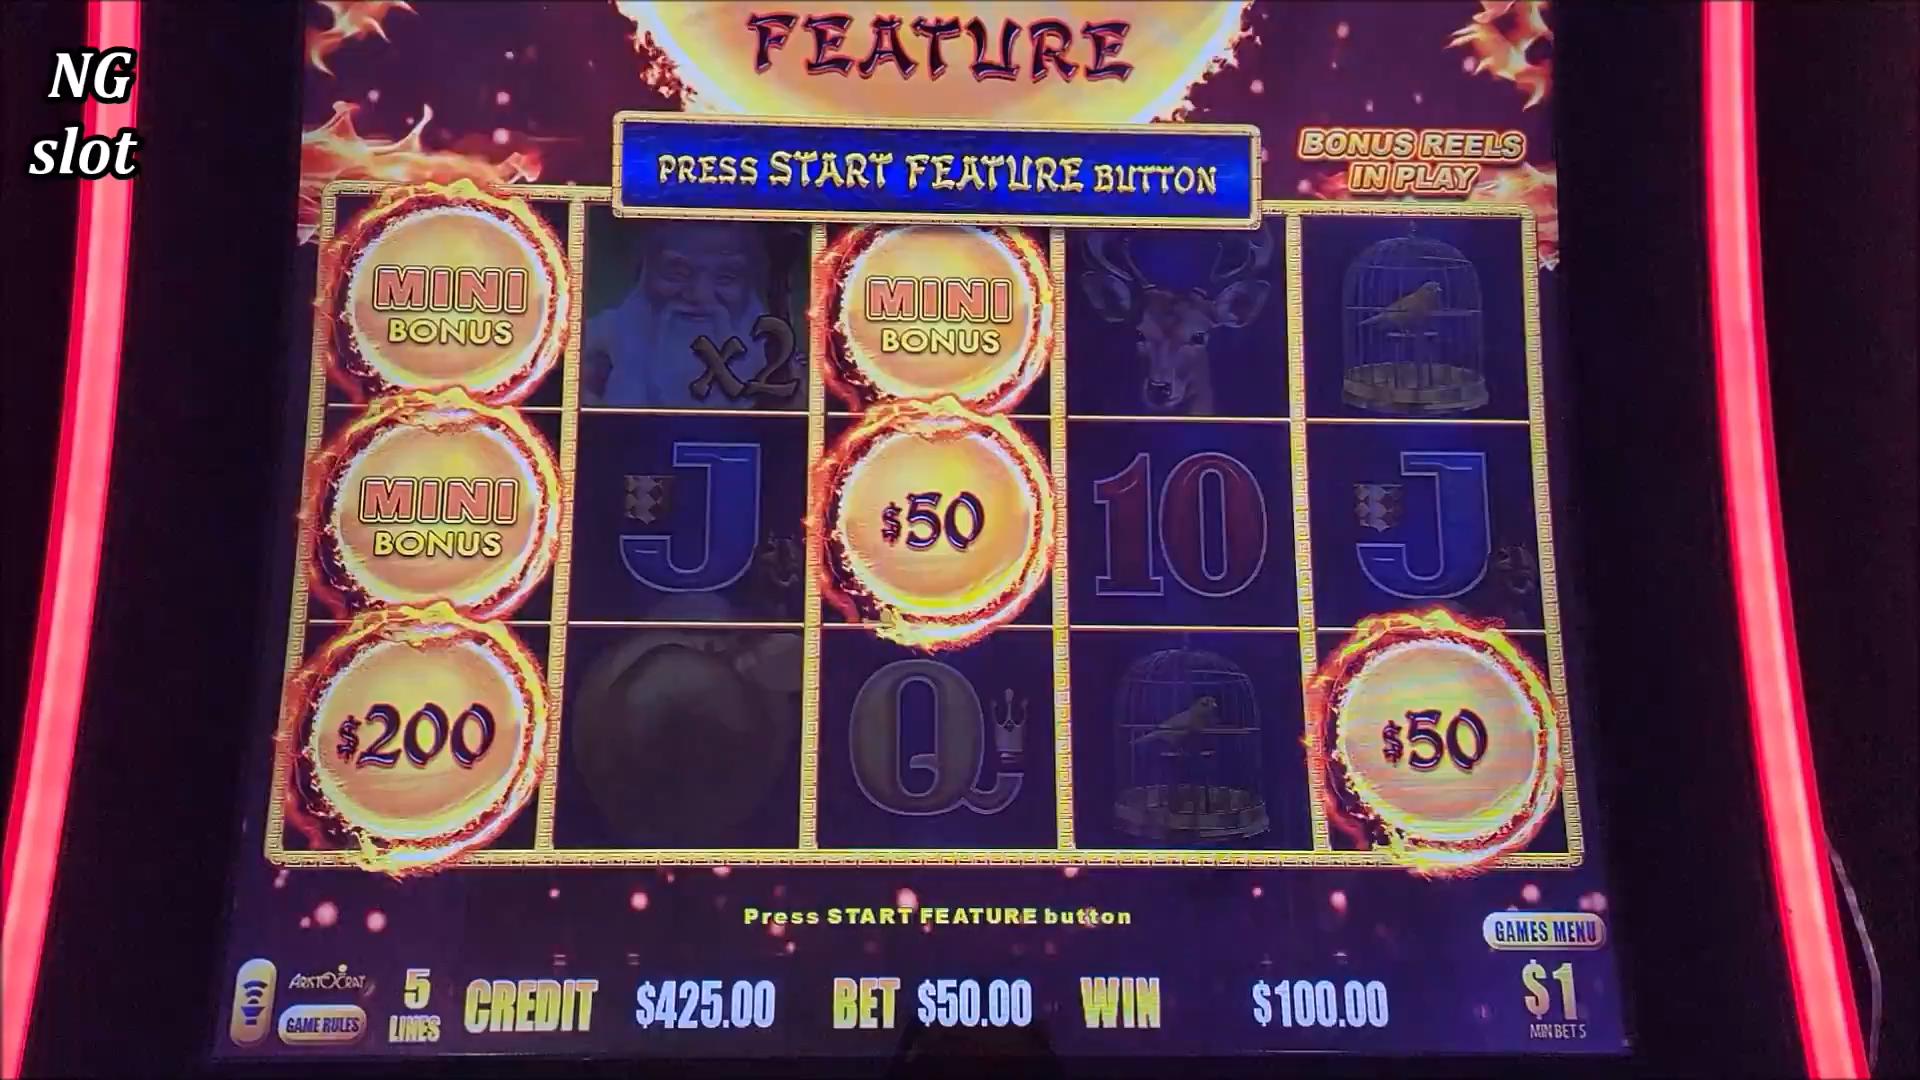 NG
slot
FEATURE
PRESS START FEATURE BUTTON
BONUS REELS
IN PLAY
MINI
BONUS
x2
MINI
BONUS
MINI
BONUS
J
$50
10
J
$200
Q
$50
Press START FEATURE button
GAMES MENU
ARISTOCRAT
GAME RULES
5
LINES
CREDIT $425.00
BET $50.00
WIN $100.00
$1
MIN BET 5